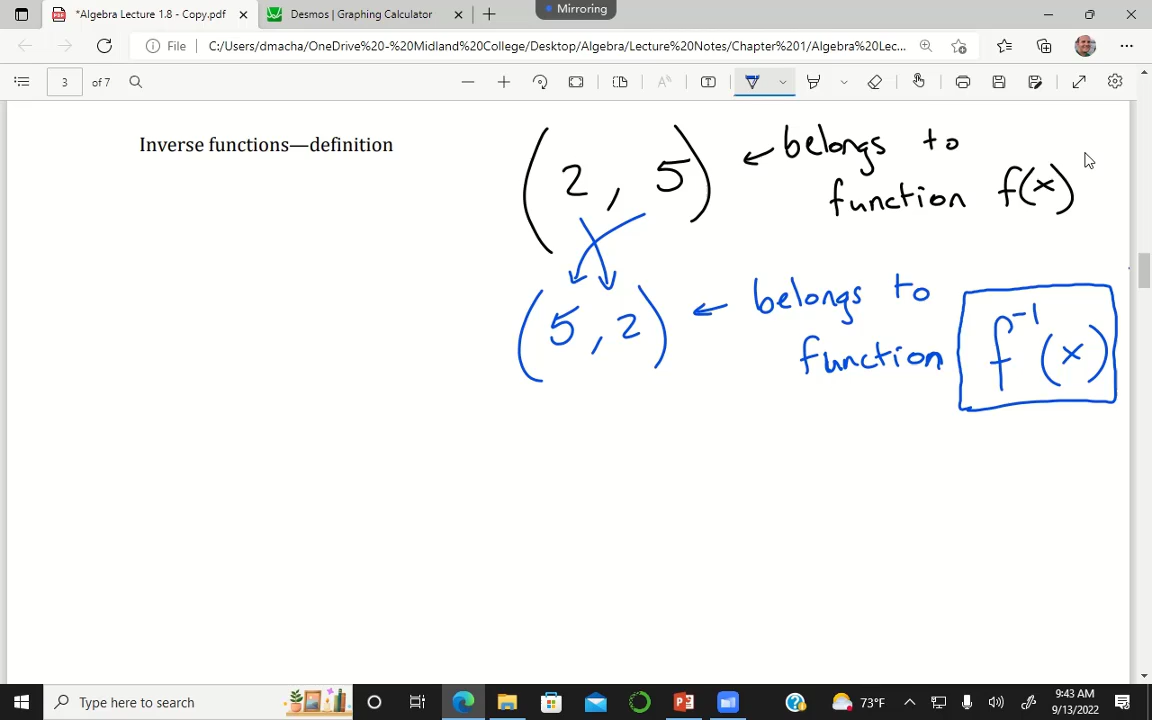 Mirroring
*Algebra Lecture 1.8 - Copy.pdf
Desmos | Graphing Calculator
File
C:/Users/dmacha/OneDrive%20-%20Midland%20College/Desktop/Algebra/Lecture%20Notes/Chapter%201/Algebra%20Lec...
3 of 7
Inverse functions—definition
(2, 5) ← belongs to
function f(x)
(5, 2) ← belongs to
function f⁻¹(x)
Type here to search
73°F
9:43 AM
9/13/2022